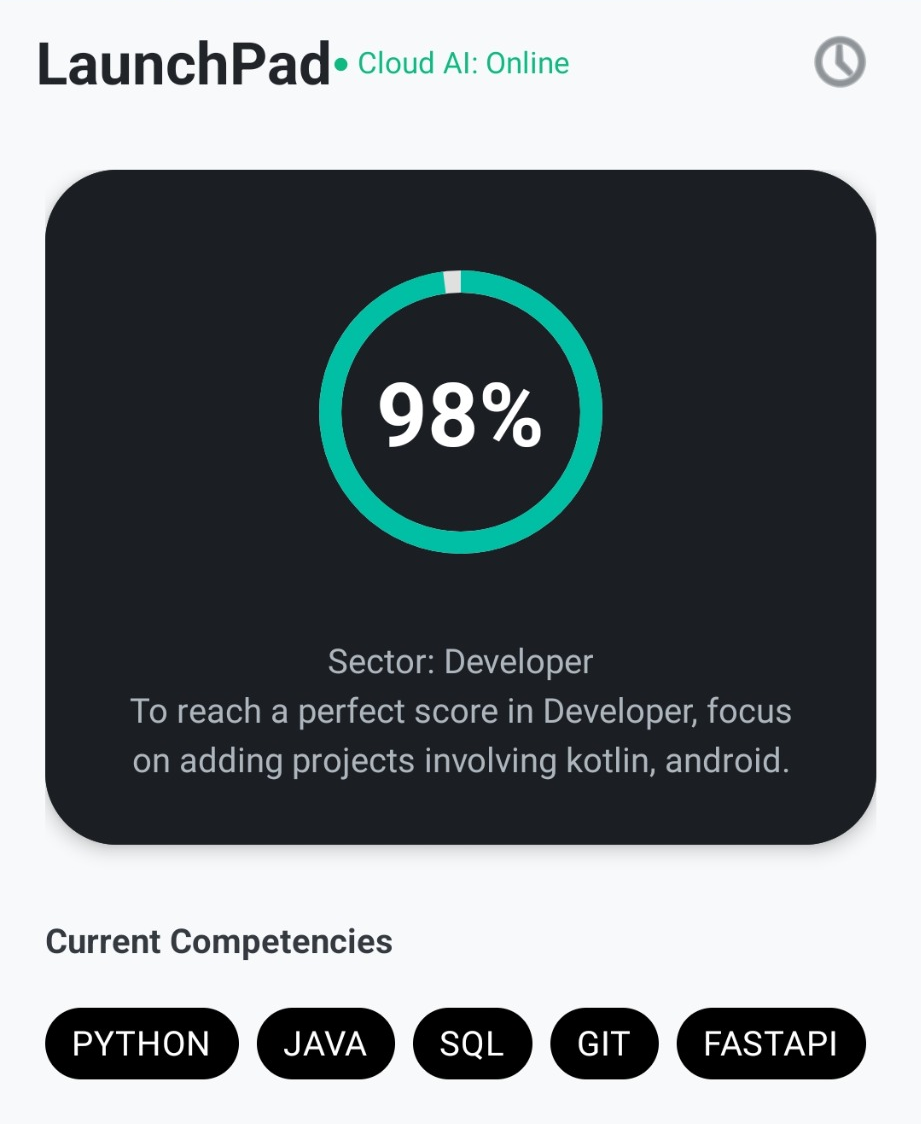 LaunchPad • Cloud AI: Online
98%
Sector: Developer
To reach a perfect score in Developer, focus
on adding projects involving kotlin, android.
Current Competencies
PYTHON JAVA SQL GIT FASTAPI